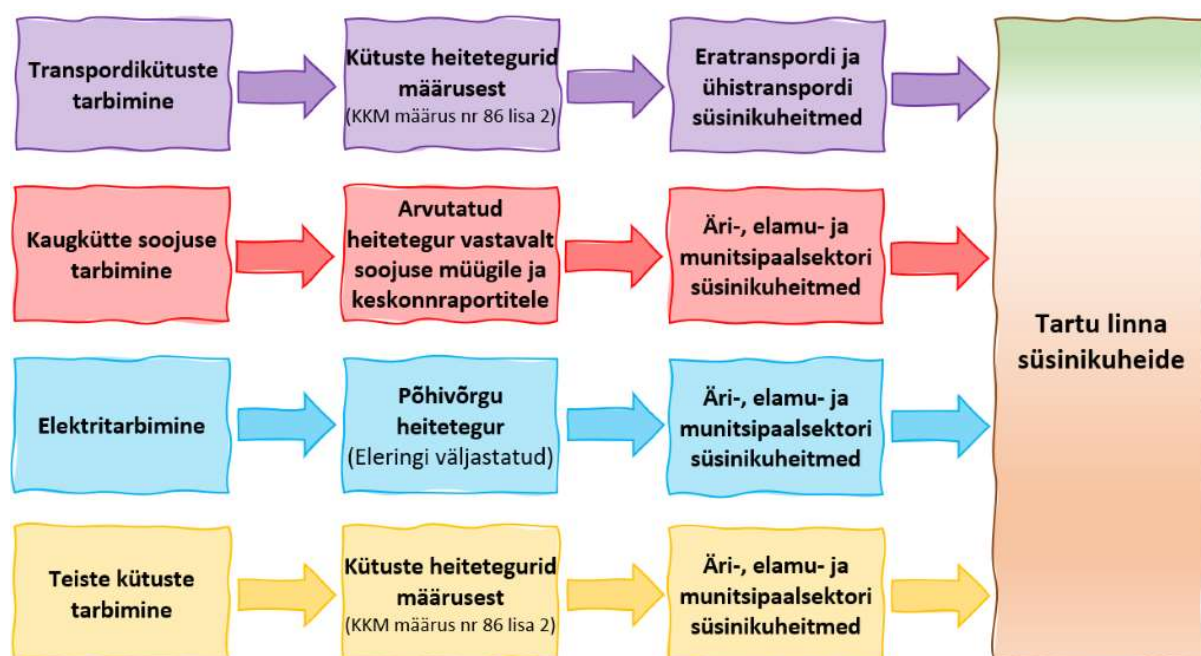 Transpordikütuste
tarbimine
Kütuste heitetegurid
määrusest
(KKM määrus nr 86 lisa 2)
Eratranspordi ja
ühistranspordi
süsinikuheitmed
Kaugkütte soojuse
tarbimine
Arvutatud
heitetegur vastavalt
soojuse müügile ja
keskonnraportitele
Äri-, elamu- ja
munitsipaalsektori
süsinikuheitmed
Elektritarbimine
Põhivõrgu
heitetegur
(Eleringi väljastatud)
Äri-, elamu- ja
munitsipaalsektori
süsinikuheitmed
Teiste kütuste
tarbimine
Kütuste heitetegurid
määrusest
(KKM määrus nr 86 lisa 2)
Äri-, elamu- ja
munitsipaalsektori
süsinikuheitmed
Tartu linna
süsinikuheide